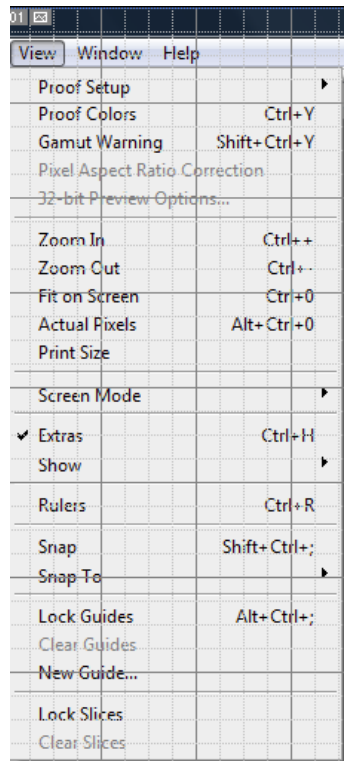 01
View Window Help
Proof Setup
Proof Colors Ctrl+Y
Gamut Warning Shift+Ctrl+Y
Pixel Aspect Ratio Correction
32-bit Preview Options...
Zoom In Ctrl++
Zoom Out Ctrl+-
Fit on Screen Ctrl+0
Actual Pixels Alt+Ctrl+0
Print Size
Screen Mode
Extras Ctrl+H
Show
Rulers Ctrl+R
Snap Shift+Ctrl+;
Snap To
Lock Guides Alt+Ctrl+;
Clear Guides
New Guide...
Lock Slices
Clear Slices